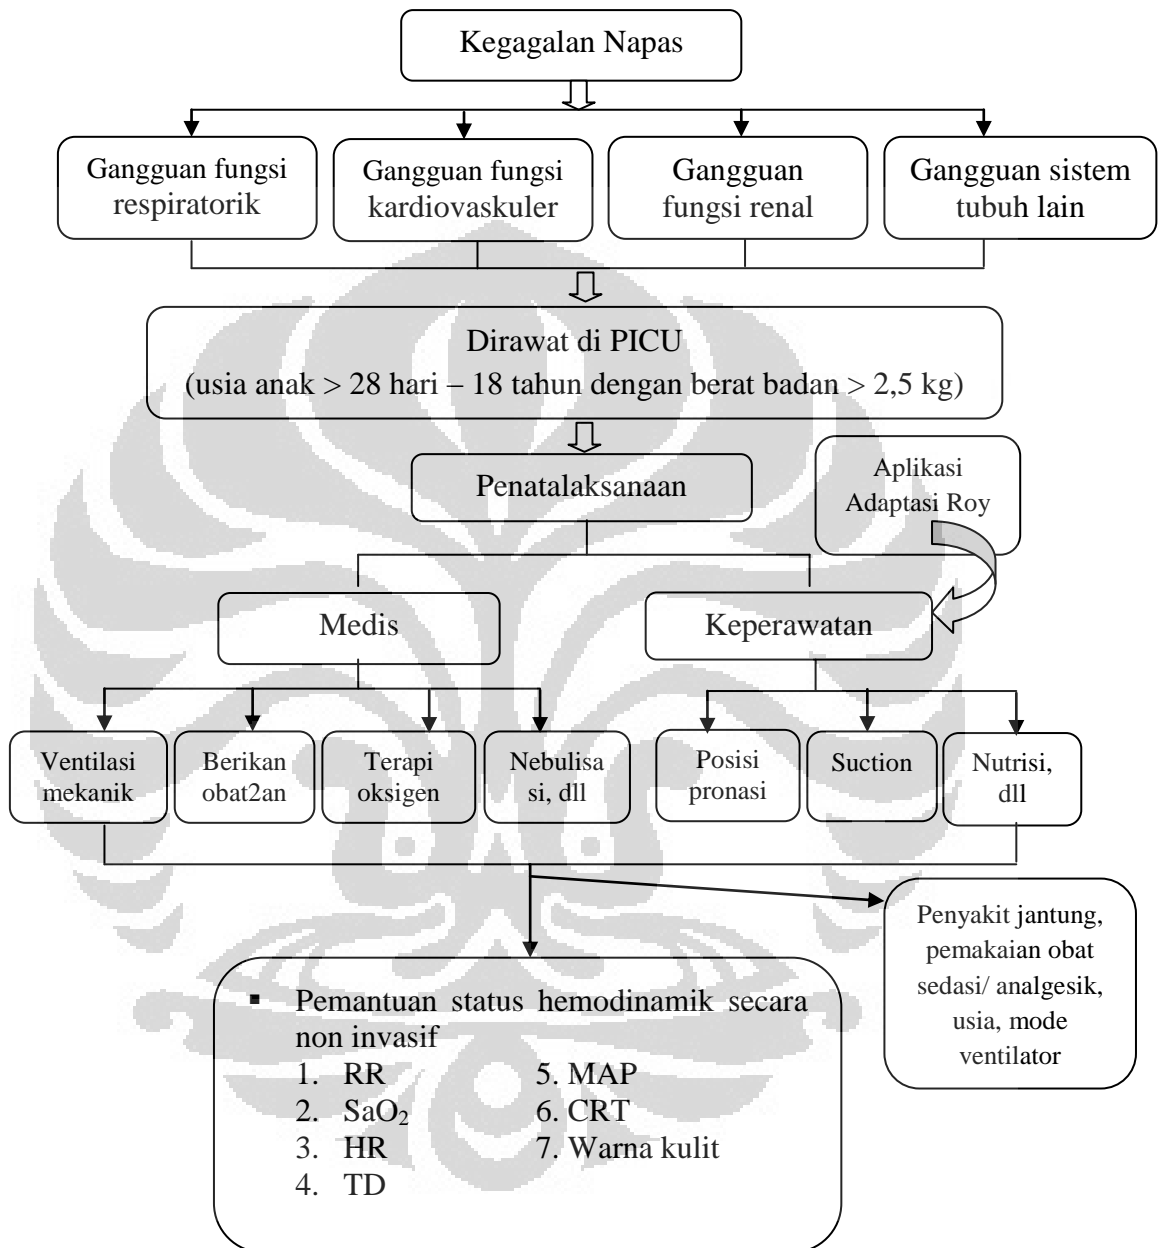 Kegagalan Napas
Gangguan fungsi
respiratorik
Gangguan fungsi
kardiovaskuler
Gangguan
fungsi renal
Gangguan sistem
tubuh lain
Dirawat di PICU
(usia anak > 28 hari – 18 tahun dengan berat badan > 2,5 kg)
Penatalaksanaan
Aplikasi
Adaptasi Roy
Medis
Keperawatan
Ventilasi
mekanik
Berikan
obat2an
Terapi
oksigen
Nebulisa
si, dll
Posisi
pronasi
Suction
Nutrisi,
dll
Penyakit jantung,
pemakaian obat
sedasi/ analgesik,
usia, mode
ventilator
▪ Pemantuan status hemodinamik secara
non invasif
1. RR
2. SaO₂
3. HR
4. TD
5. MAP
6. CRT
7. Warna kulit